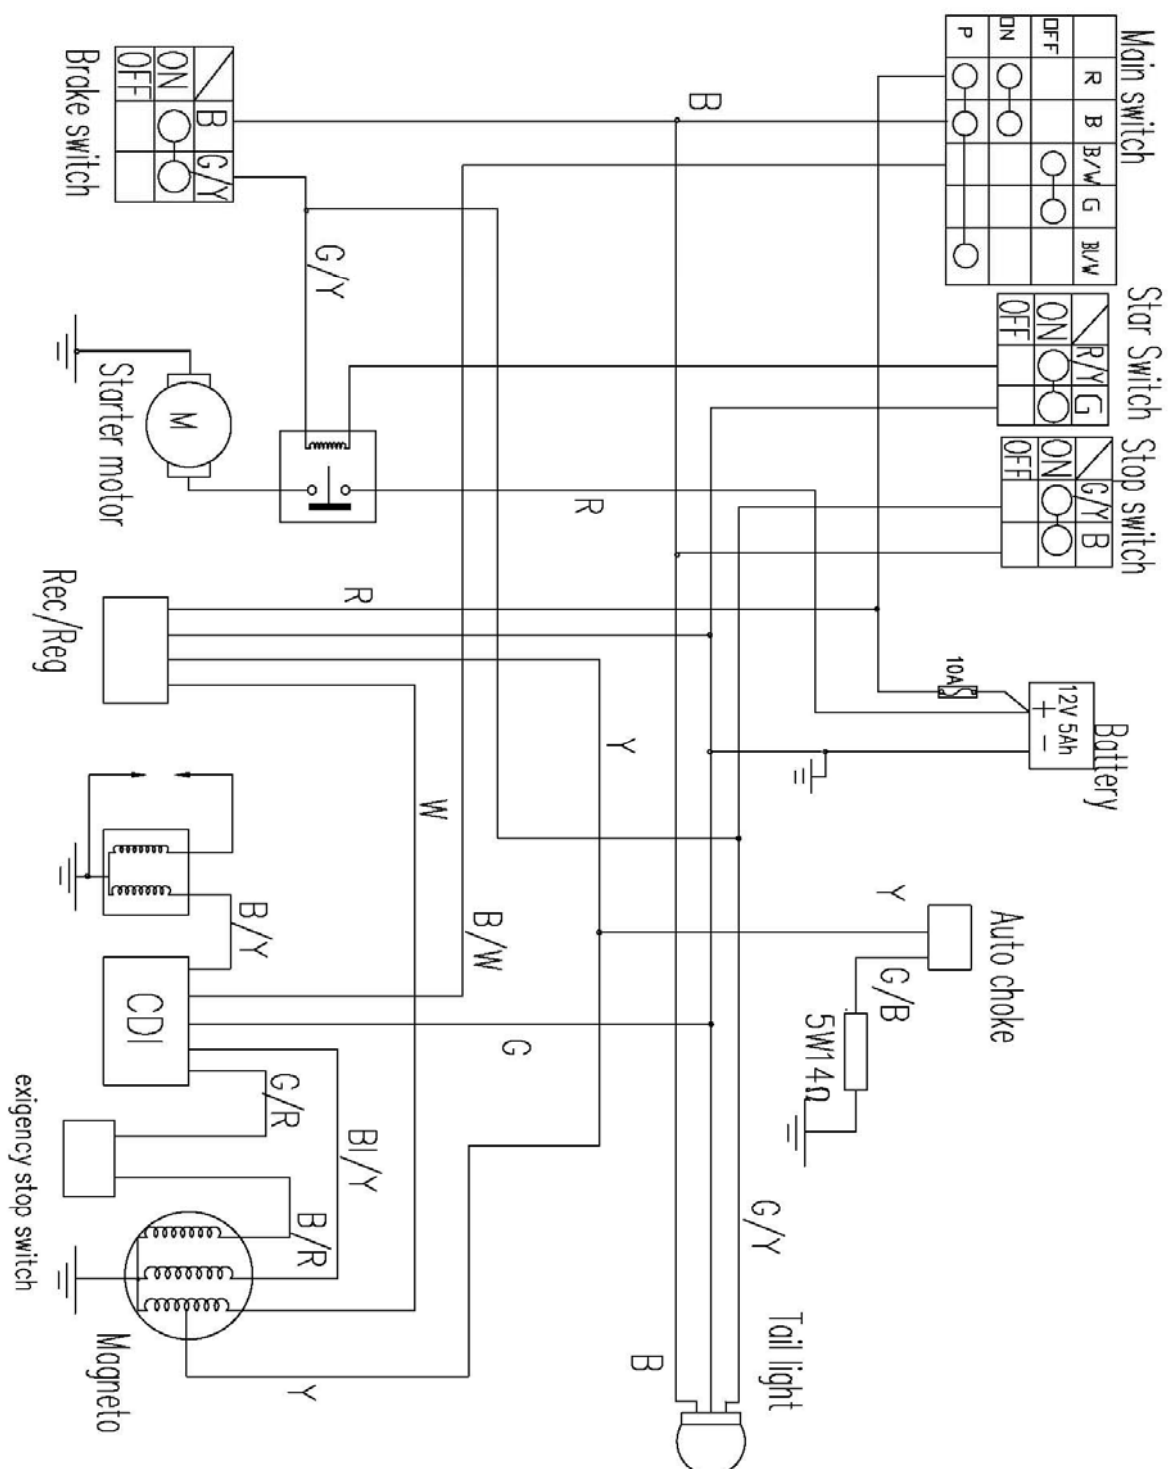 Main switch
R B B/W G Bl/W
OFF
ON
P
Star Switch
R/Y G
ON
OFF
Stop switch
G/Y B
ON
OFF
Battery
12V 5Ah
+ -
10A
Auto choke
Y
G/B
5W14Ω
Tail light
G/Y
B
B
R
R
Y
W
B/W
G
Brake switch
B G/Y
ON
OFF
G/Y
Starter motor
M
Rec/Reg
B/Y
CDI
G/R
Bl/Y
B/R
exigency stop switch
Magneto
Y